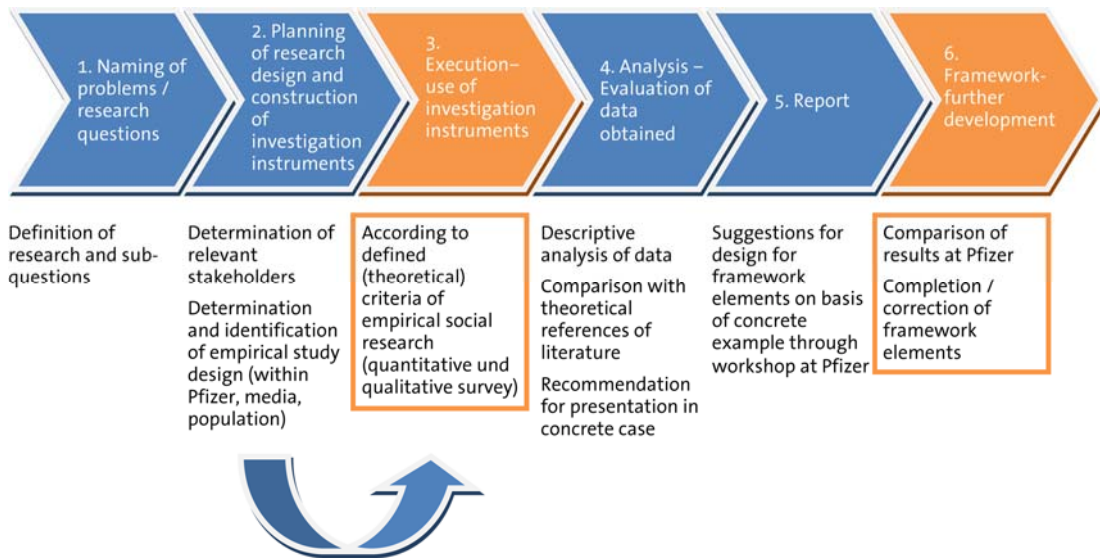 1. Naming of
problems /
research
questions
2. Planning
of research
design and
construction
of
investigation
instruments
3.
Execution–
use of
investigation
instruments
4. Analysis –
Evaluation of
data
obtained
5. Report
6.
Framework-
further
development
Definition of
research and sub-
questions
Determination of
relevant
stakeholders
Determination
and identification
of empirical study
design (within
Pfizer, media,
population)
According to
defined
(theoretical)
criteria of
empirical social
research
(quantitative und
qualitative survey)
Descriptive
analysis of data
Comparison with
theoretical
references of
literature
Recommendation
for presentation in
concrete case
Suggestions for
design for
framework
elements on basis
of concrete
example through
workshop at Pfizer
Comparison of
results at Pfizer
Completion /
correction of
framework
elements